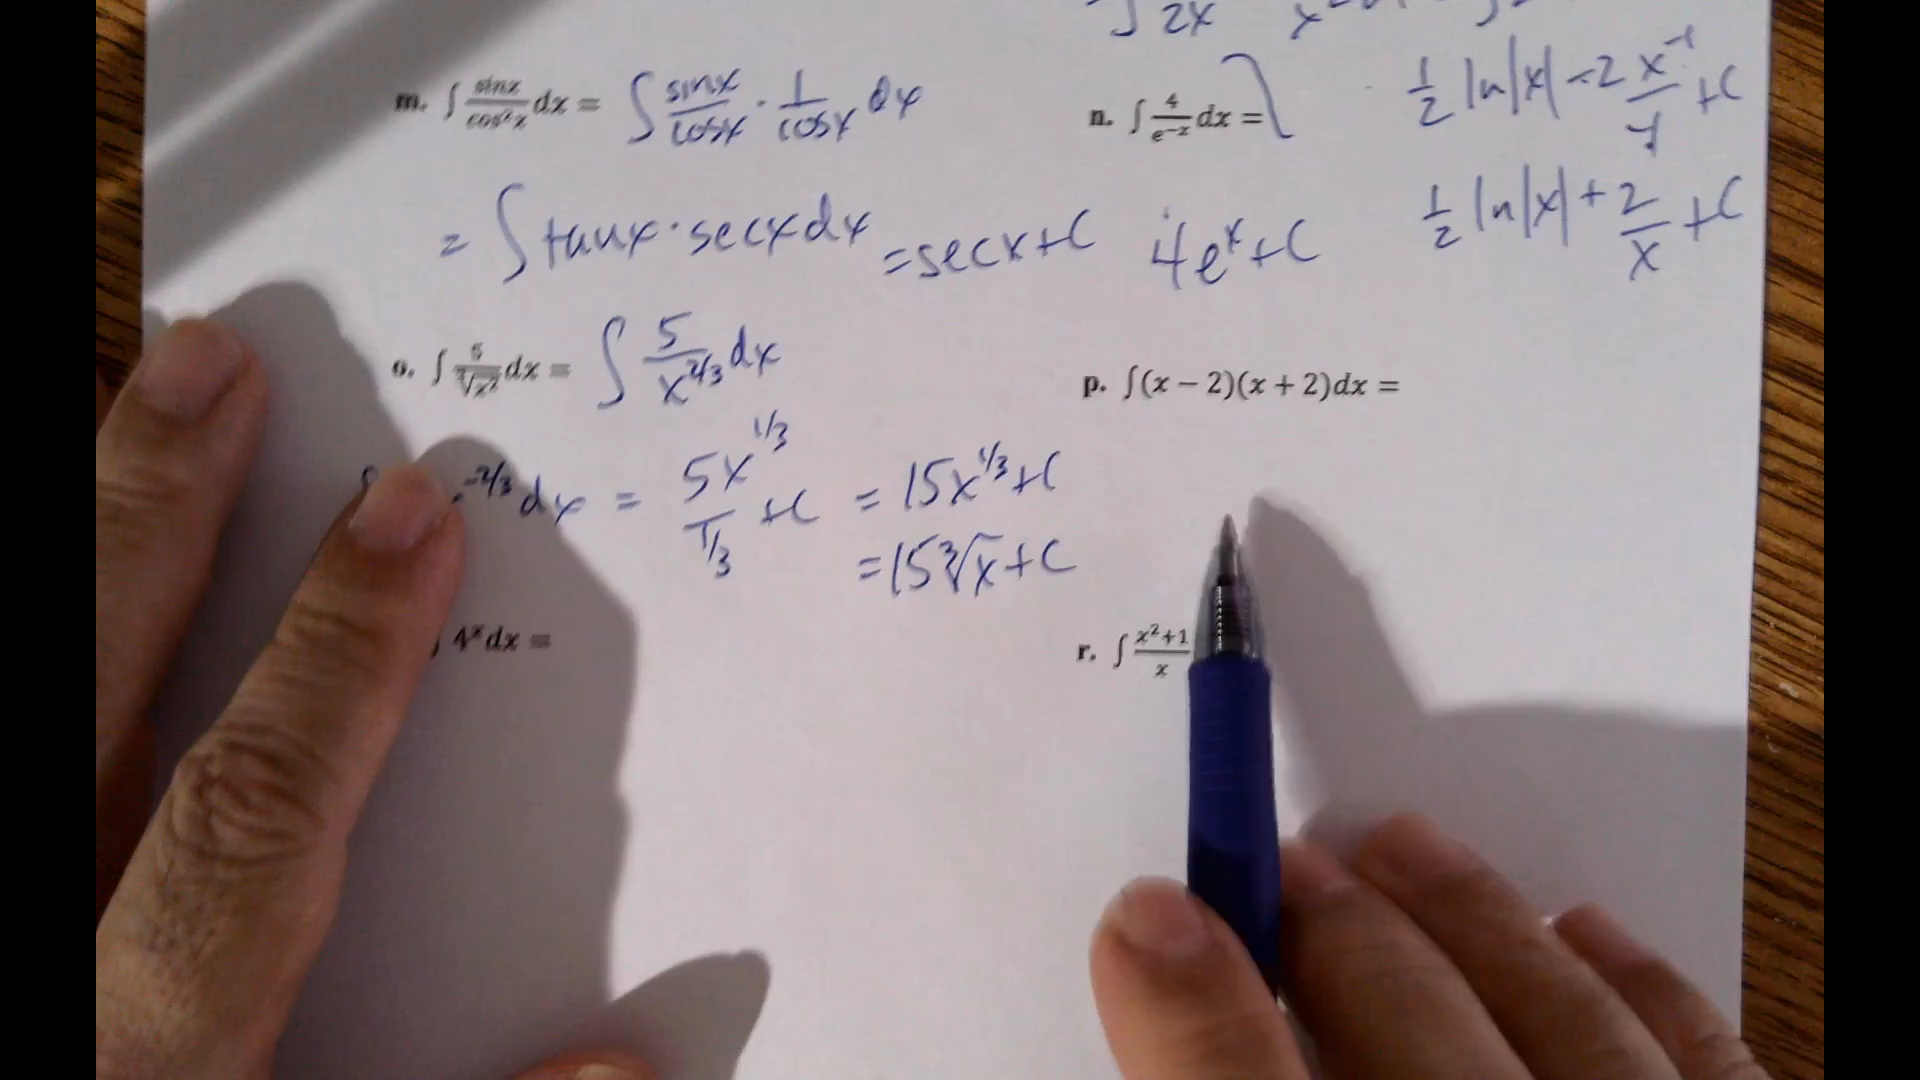 2x
m. ∫ sinx/cos²x dx = ∫ sinx/cosx · 1/cosx dx
= ∫ tanx · secx dx = secx + C
n. ∫ 4/e^(-x) dx =
4e^x + C
1/2 ln|x| - 2 x^-1/-1 + C
1/2 ln|x| + 2/x + C
o. ∫ 5/∛x² dx = ∫ 5/x^(2/3) dx
^(-2/3) dx = 5x^(1/3)/(1/3) + C = 15x^(1/3) + C
= 15∛x + C
p. ∫(x − 2)(x + 2)dx =
4^x dx =
r. ∫ x²+1/x